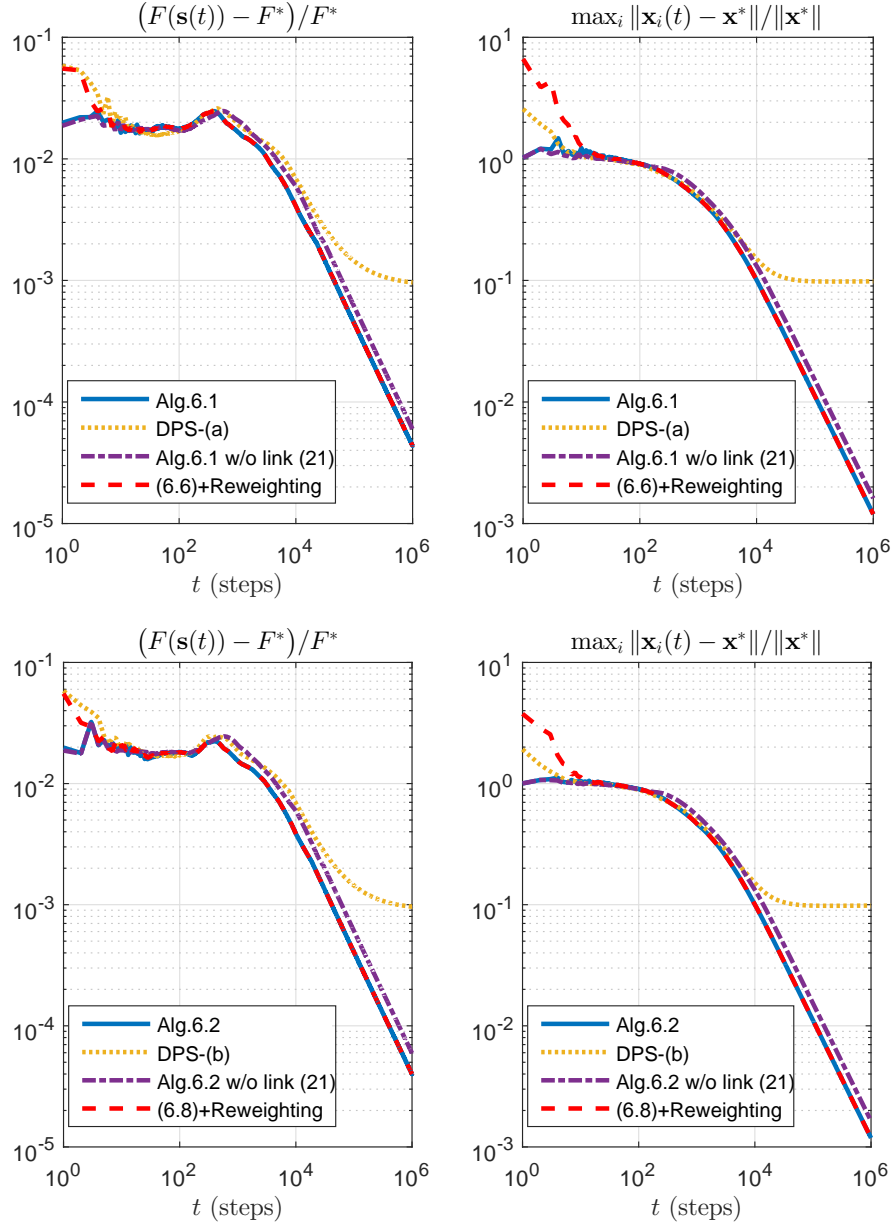 (F(s(t)) − F*)/F*
10^-1
10^-2
10^-3
10^-4
10^-5
Alg.6.1
DPS-(a)
Alg.6.1 w/o link (21)
(6.6)+Reweighting
10^0 10^2 10^4 10^6
t (steps)
max_i ‖x_i(t) − x*‖/‖x*‖
10^1
10^0
10^-1
10^-2
10^-3
Alg.6.1
DPS-(a)
Alg.6.1 w/o link (21)
(6.6)+Reweighting
10^0 10^2 10^4 10^6
t (steps)
(F(s(t)) − F*)/F*
10^-1
10^-2
10^-3
10^-4
10^-5
Alg.6.2
DPS-(b)
Alg.6.2 w/o link (21)
(6.8)+Reweighting
10^0 10^2 10^4 10^6
t (steps)
max_i ‖x_i(t) − x*‖/‖x*‖
10^1
10^0
10^-1
10^-2
10^-3
Alg.6.2
DPS-(b)
Alg.6.2 w/o link (21)
(6.8)+Reweighting
10^0 10^2 10^4 10^6
t (steps)